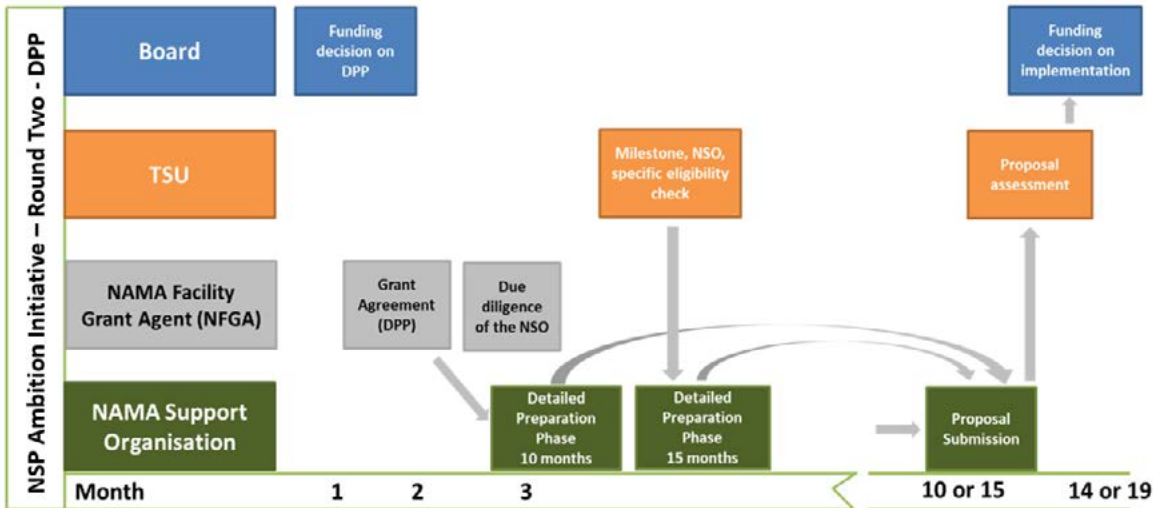 NSP Ambition Initiative – Round Two - DPP
Board
Funding
decision on
DPP
Funding
decision on
implementation
TSU
Milestone, NSO,
specific eligibility
check
Proposal
assessment
NAMA Facility
Grant Agent (NFGA)
Grant
Agreement
(DPP)
Due
diligence
of the NSO
NAMA Support
Organisation
Detailed
Preparation
Phase
10 months
Detailed
Preparation
Phase
15 months
Proposal
Submission
Month
1
2
3
10 or 15
14 or 19